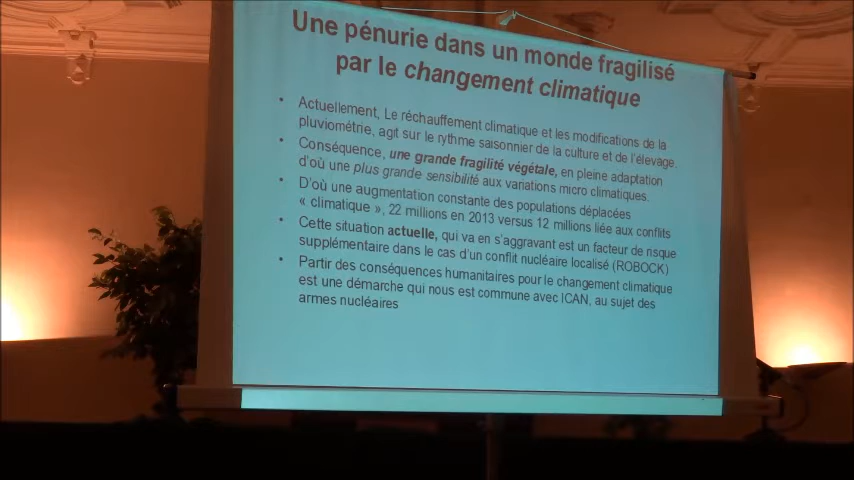 Une pénurie dans un monde fragilisé
par le changement climatique
• Actuellement, Le réchauffement climatique et les modifications de la
pluviométrie, agit sur le rythme saisonnier de la culture et de l'élevage.
• Conséquence, une grande fragilité végétale, en pleine adaptation
d'où une plus grande sensibilité aux variations micro climatiques.
• D'où une augmentation constante des populations déplacées
« climatique », 22 millions en 2013 versus 12 millions liée aux conflits
• Cette situation actuelle, qui va en s'aggravant est un facteur de risque
supplémentaire dans le cas d'un conflit nucléaire localisé (ROBOCK)
• Partir des conséquences humanitaires pour le changement climatique
est une démarche qui nous est commune avec ICAN, au sujet des
armes nucléaires